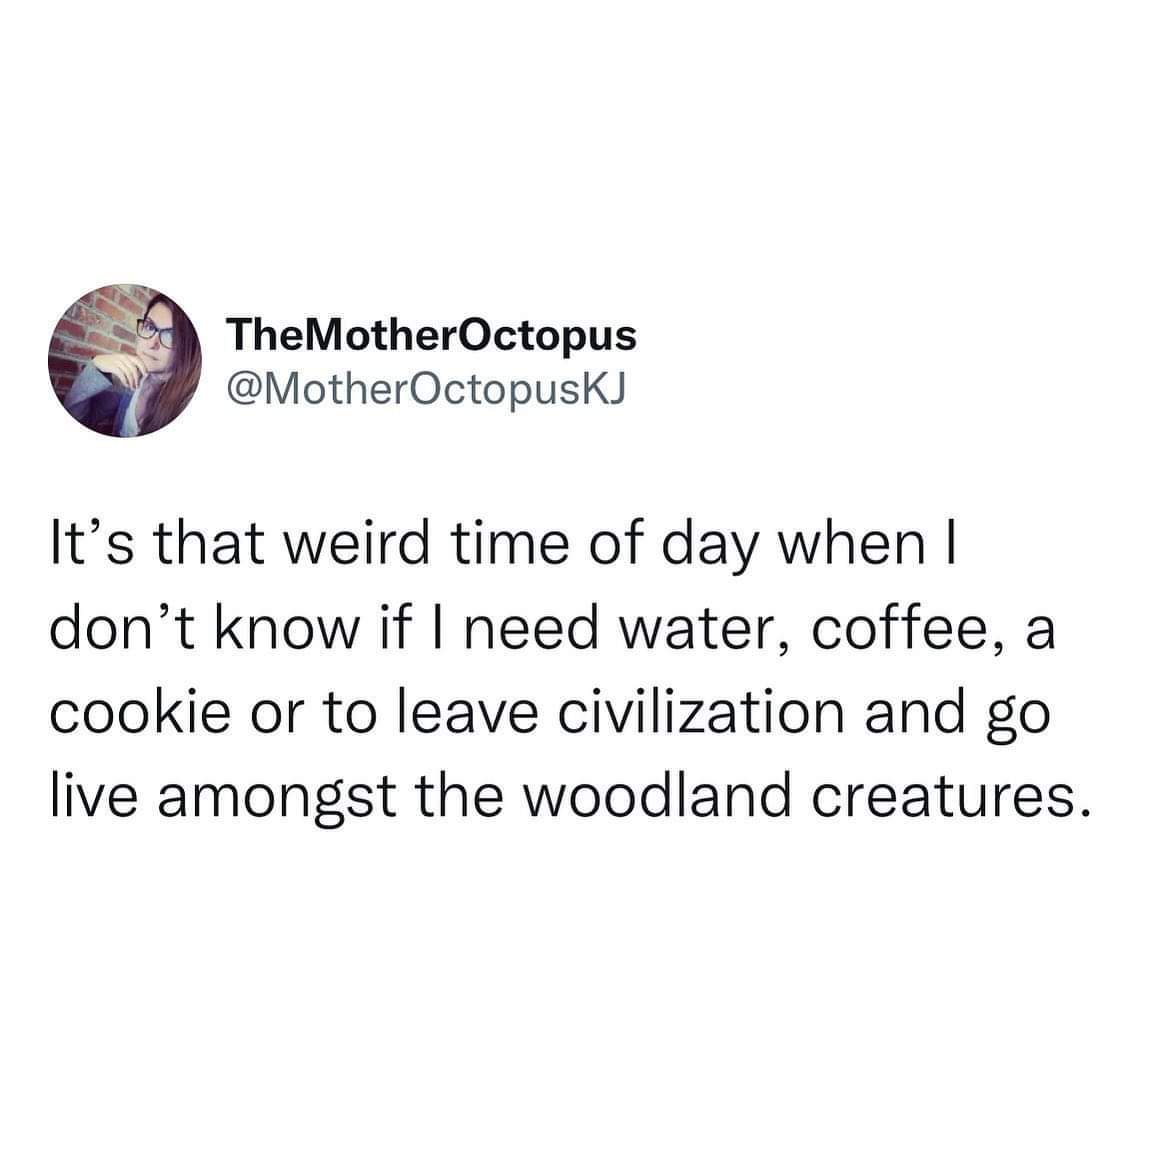 TheMotherOctopus
@MotherOctopusKJ
It’s that weird time of day when I
don’t know if I need water, coffee, a
cookie or to leave civilization and go
live amongst the woodland creatures.